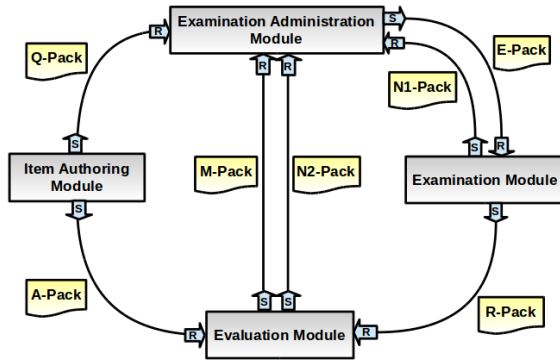 Examination Administration
Module
S
R
R
R
R
Q-Pack
E-Pack
N1-Pack
S
S
R
Item Authoring
Module
M-Pack
N2-Pack
Examination Module
S
S
A-Pack
R-Pack
S
S
R
R
Evaluation Module